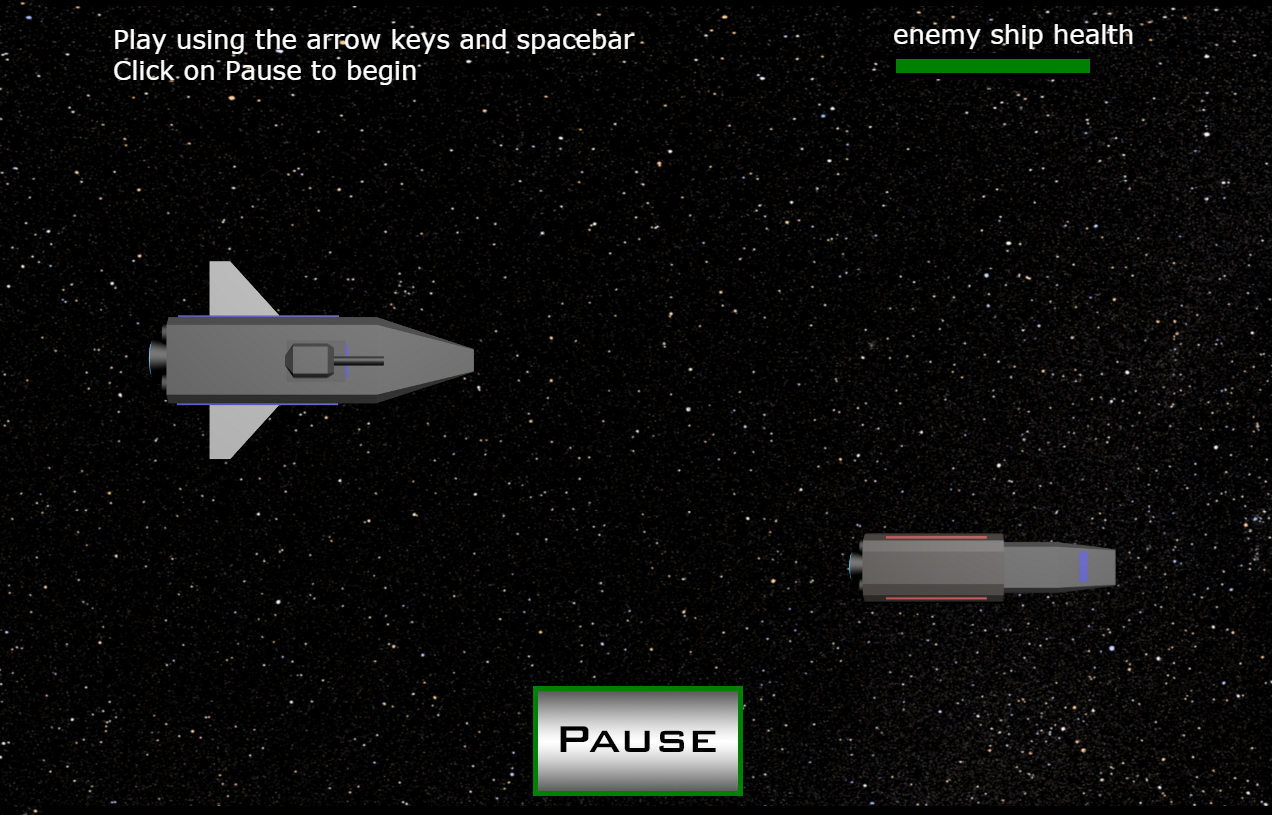 Play using the arrow keys and spacebar
Click on Pause to begin
enemy ship health
Pause